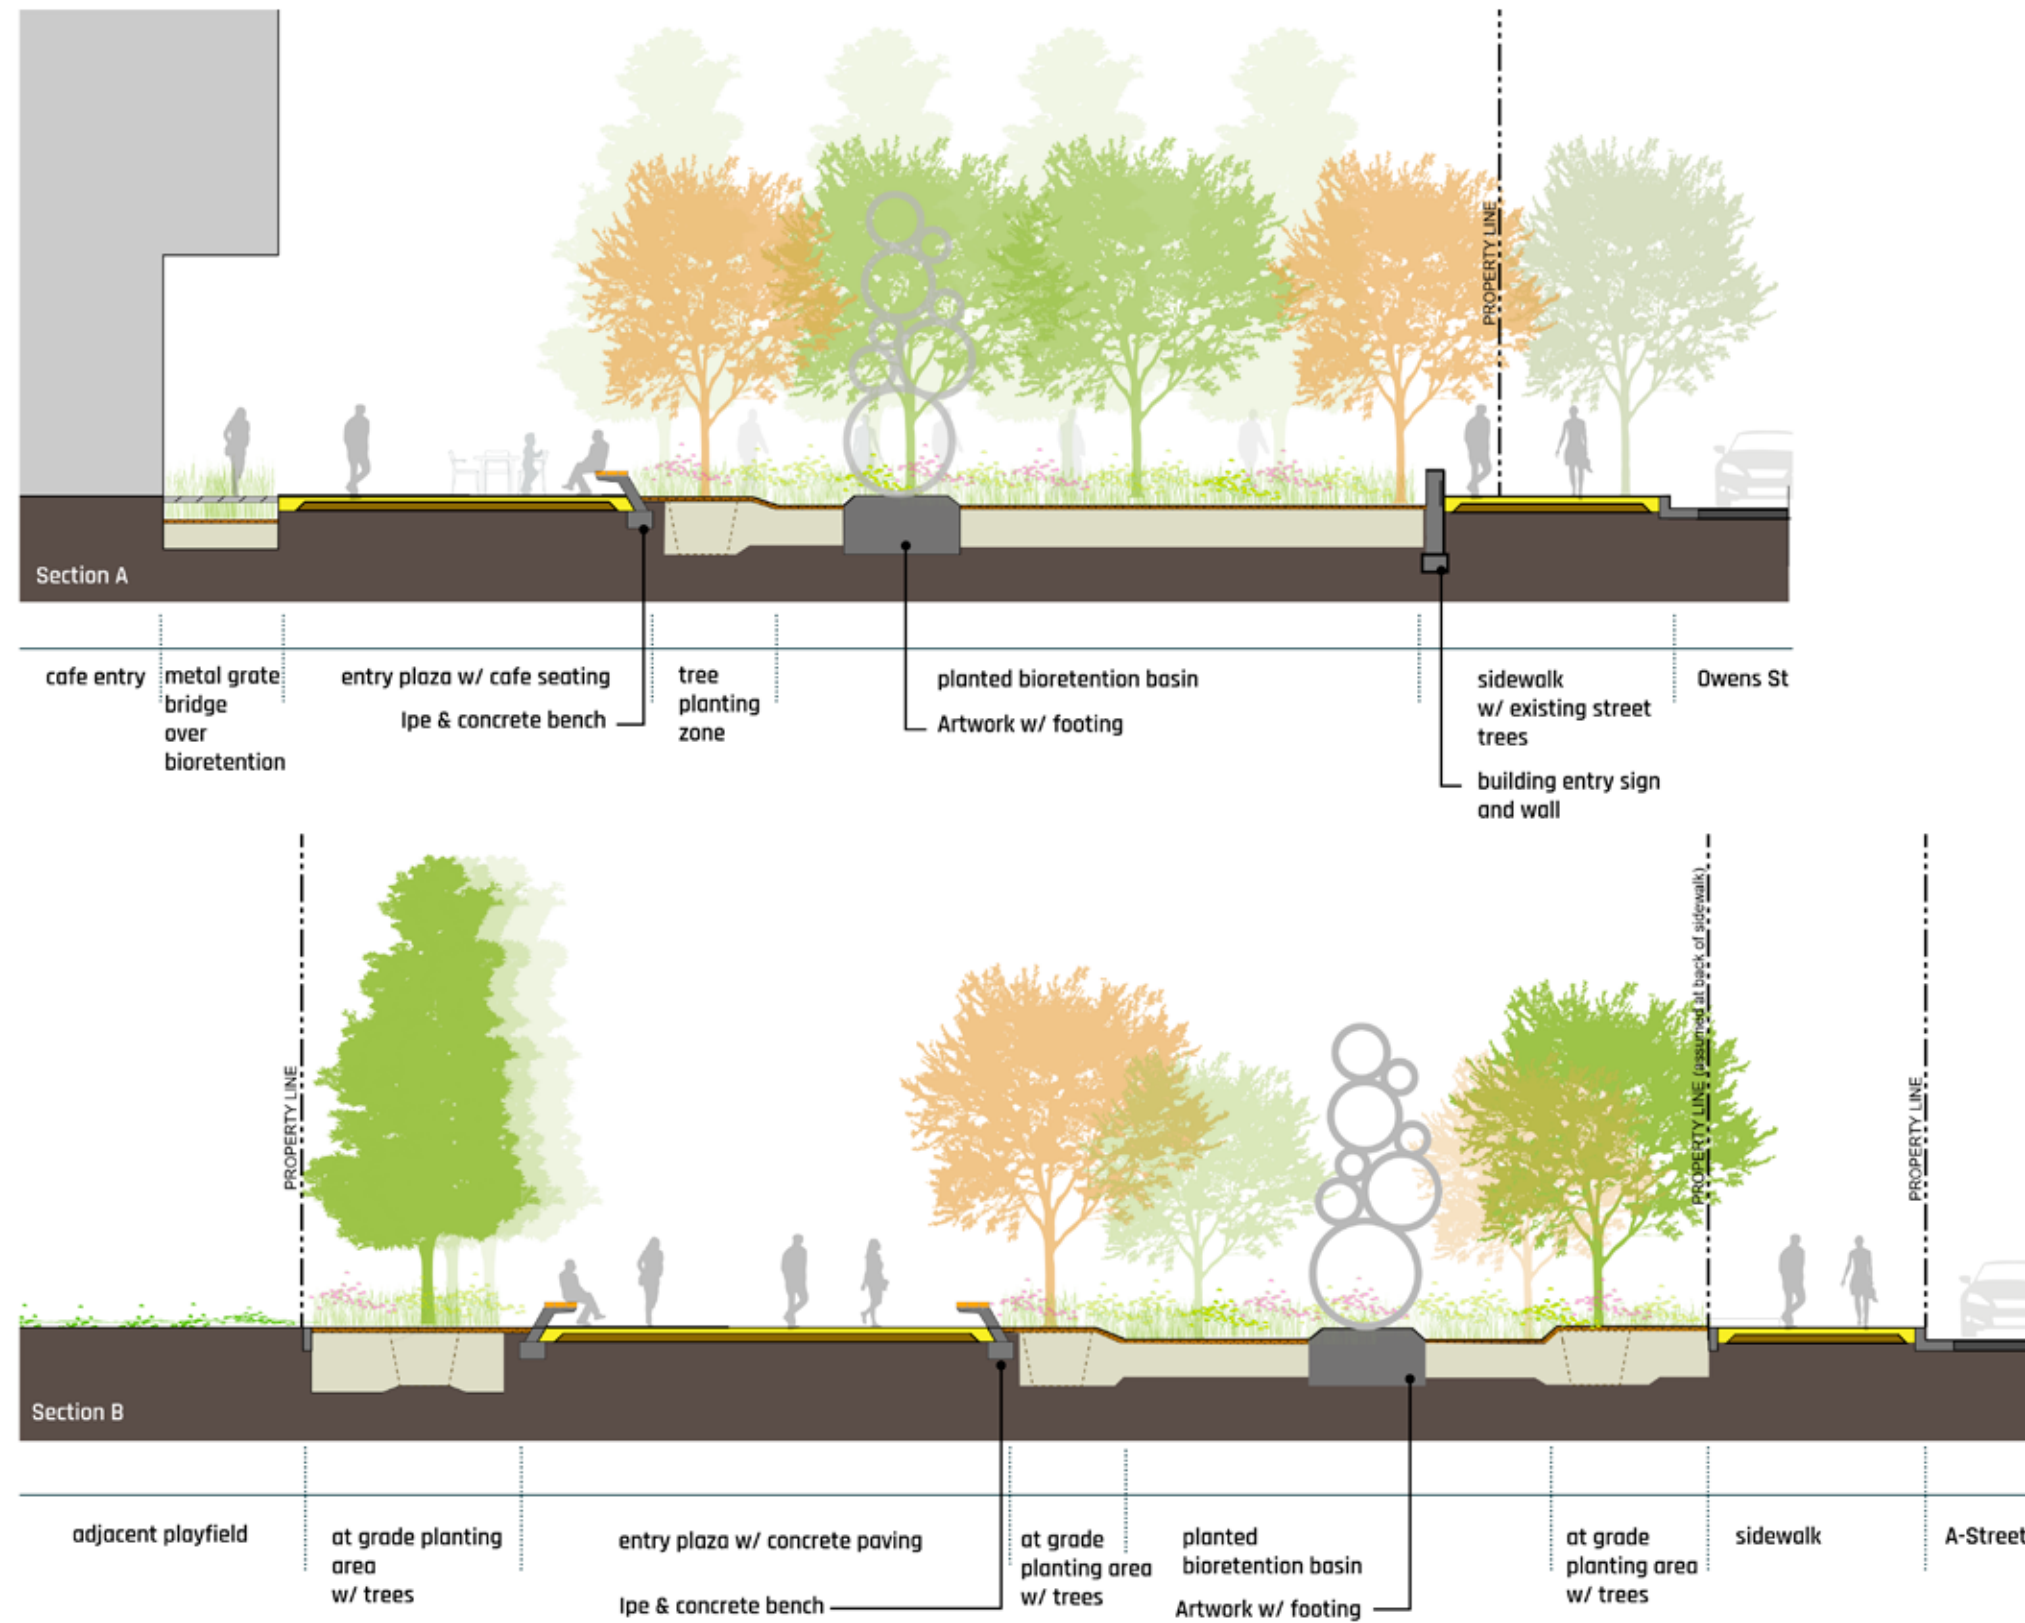 PROPERTY LINE
Section A
cafe entry
metal grate
bridge
over
bioretention
entry plaza w/ cafe seating
Ipe & concrete bench
tree
planting
zone
planted bioretention basin
Artwork w/ footing
sidewalk
w/ existing street
trees
building entry sign
and wall
Owens St
PROPERTY LINE
PROPERTY LINE (assumed at back of sidewalk)
PROPERTY LINE
Section B
adjacent playfield
at grade planting
area
w/ trees
entry plaza w/ concrete paving
Ipe & concrete bench
at grade
planting area
w/ trees
planted
bioretention basin
Artwork w/ footing
at grade
planting area
w/ trees
sidewalk
A-Street